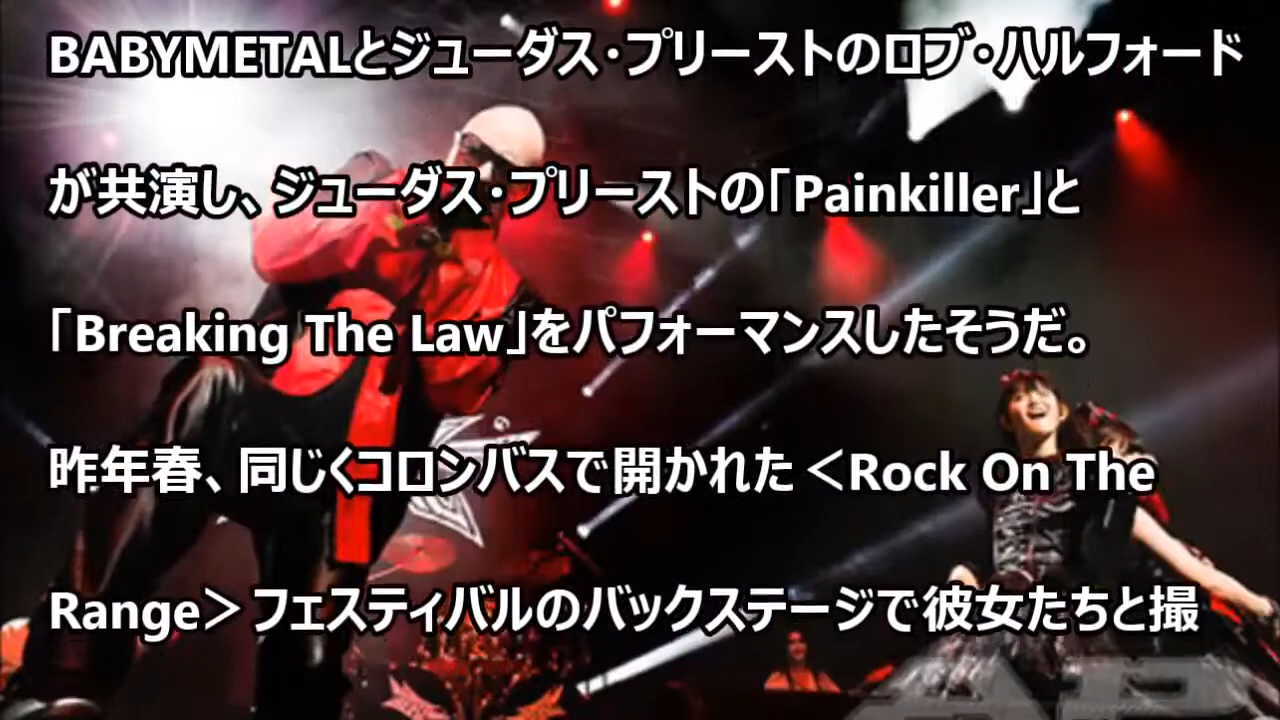 BABYMETALとジューダス・プリーストのロブ・ハルフォード
が共演し、ジューダス・プリーストの「Painkiller」と
「Breaking The Law」をパフォーマンスしたそうだ。
昨年春、同じくコロンバスで開かれた＜Rock On The
Range＞フェスティバルのバックステージで彼女たちと撮